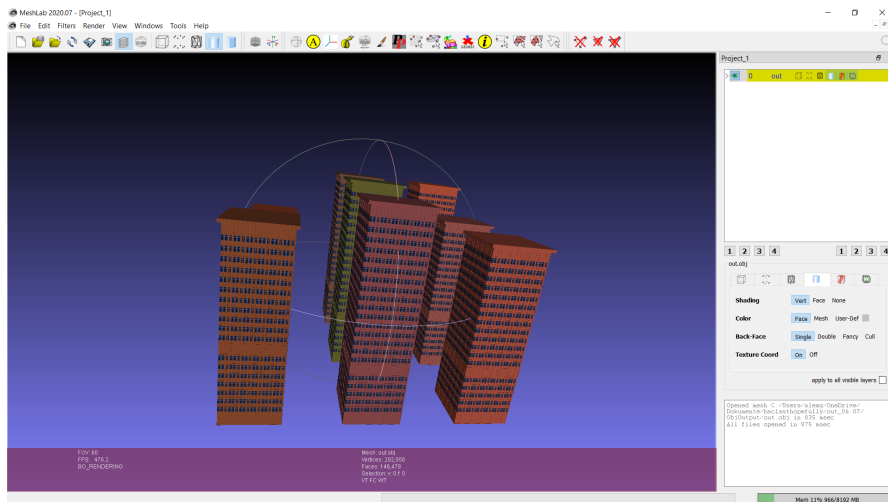 MeshLab 2020.07 - [Project_1]
File Edit Filters Render View Windows Tools Help
Project_1
0 out
1 2 3 4 1 2 3 4
out.obj
Shading Vert Face None
Color Face Mesh User-Def
Back-Face Single Double Fancy Cull
Texture Coord On Off
apply to all visible layers
Opened mesh C:/Users/alexg/OneDrive/
Dokumente/baclasthopefully/out_06_07/
ObjOutput/out.obj in 835 msec
All files opened in 875 msec
FOV: 60
FPS: 476.2
BO_RENDERING
Mesh: out.obj
Vertices: 292,956
Faces: 146,478
Selection: v: 0 f: 0
VT FC WT
Mem 11% 966/8192 MB